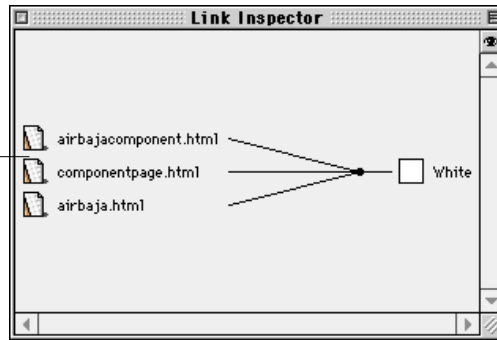 Link Inspector
airbajacomponent.html
componentpage.html
White
airbaja.html